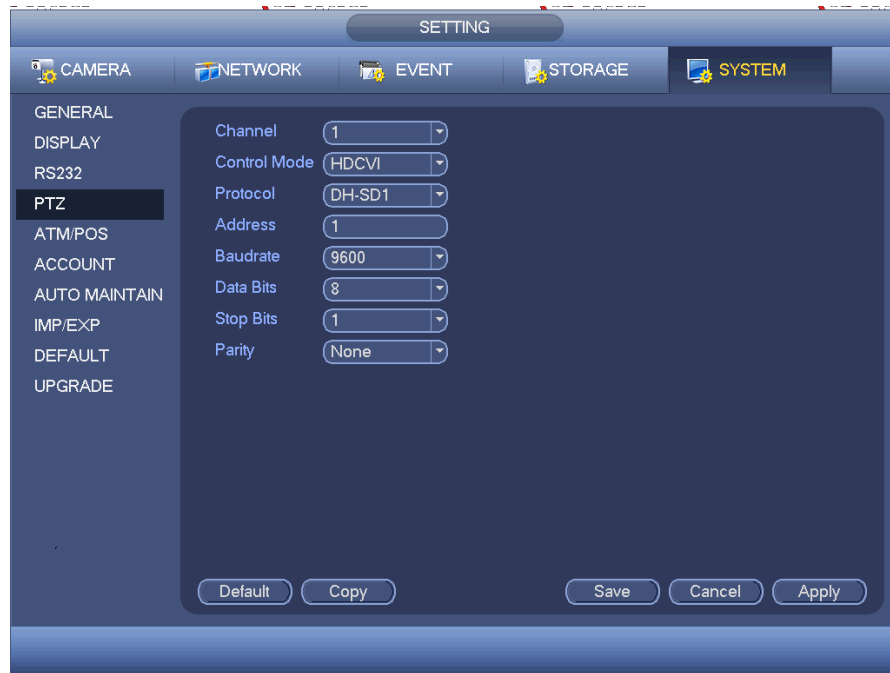 SETTING
CAMERA NETWORK EVENT STORAGE SYSTEM
GENERAL
DISPLAY
RS232
PTZ
ATM/POS
ACCOUNT
AUTO MAINTAIN
IMP/EXP
DEFAULT
UPGRADE
Channel 1
Control Mode HDCVI
Protocol DH-SD1
Address 1
Baudrate 9600
Data Bits 8
Stop Bits 1
Parity None
Default Copy Save Cancel Apply